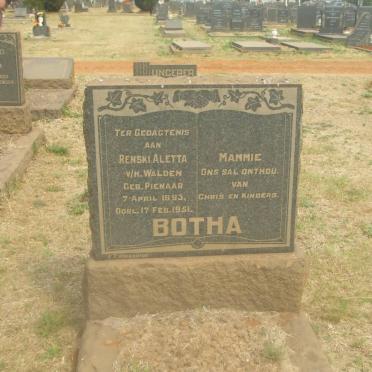 UNGERER
TER GEDAGTENIS
AAN
RENSKI ALETTA
V/H. WALDEN
GEB. PIENAAR
7 APRIL 1893.
OORL. 17 FEB. 1951.
MAMMIE
ONS SAL ONTHOU
VAN
CHRIS EN KINDERS.
BOTHA